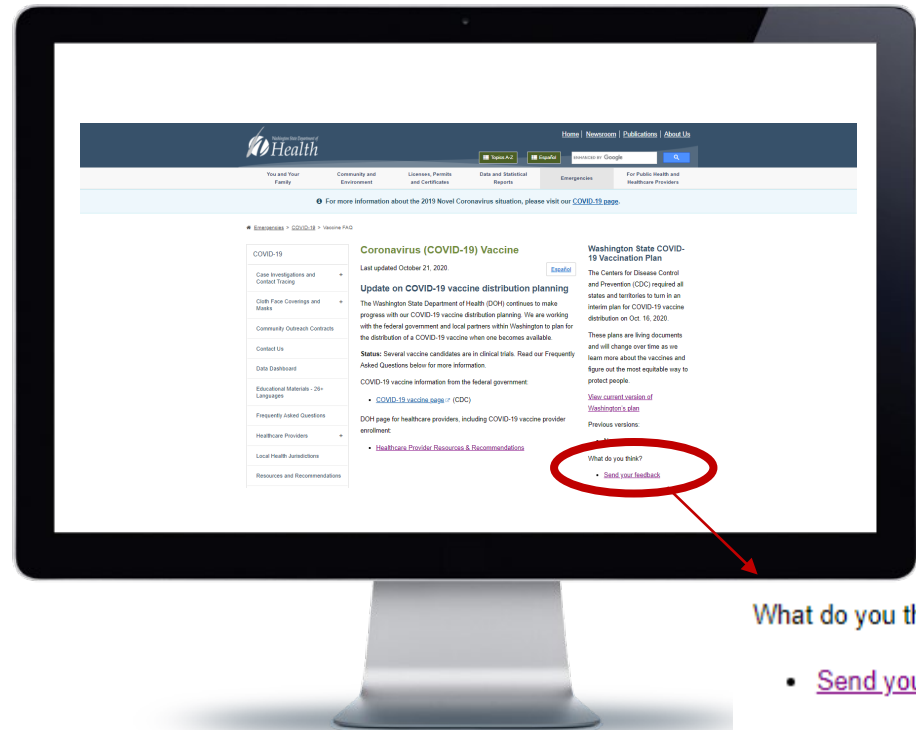 Washington State Department of
Health
Home | Newsroom | Publications | About Us
Topics A-Z
Español
ENHANCED BY Google
You and Your
Family
Community and
Environment
Licenses, Permits
and Certificates
Data and Statistical
Reports
Emergencies
For Public Health and
Healthcare Providers
For more information about the 2019 Novel Coronavirus situation, please visit our COVID-19 page.
Emergencies > COVID-19 > Vaccine FAQ
COVID-19
Case Investigations and
Contact Tracing
+
Cloth Face Coverings and
Masks
+
Community Outreach Contracts
Contact Us
Data Dashboard
Educational Materials - 26+
Languages
Frequently Asked Questions
Healthcare Providers
+
Local Health Jurisdictions
Resources and Recommendations
Coronavirus (COVID-19) Vaccine
Last updated October 21, 2020.
Español
Update on COVID-19 vaccine distribution planning
The Washington State Department of Health (DOH) continues to make
progress with our COVID-19 vaccine distribution planning. We are working
with the federal government and local partners within Washington to plan for
the distribution of a COVID-19 vaccine when one becomes available.
Status: Several vaccine candidates are in clinical trials. Read our Frequently
Asked Questions below for more information.
COVID-19 vaccine information from the federal government:
• COVID-19 vaccine page (CDC)
DOH page for healthcare providers, including COVID-19 vaccine provider
enrollment:
• Healthcare Provider Resources & Recommendations
Washington State COVID-
19 Vaccination Plan
The Centers for Disease Control
and Prevention (CDC) required all
states and territories to turn in an
interim plan for COVID-19 vaccine
distribution on Oct. 16, 2020.
These plans are living documents
and will change over time as we
learn more about the vaccines and
figure out the most equitable way to
protect people.
View current version of
Washington's plan
Previous versions:
What do you think?
• Send your feedback
What do you th
• Send you